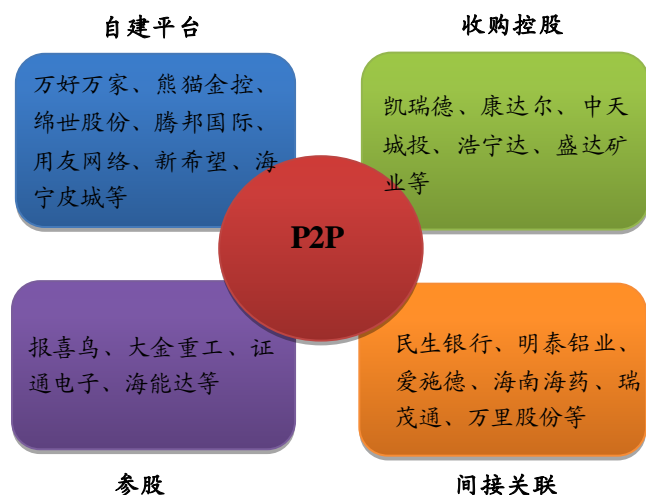 自建平台
收购控股
万好万家、熊猫金控、
绵世股份、腾邦国际、
用友网络、新希望、海
宁皮城等
凯瑞德、康达尔、中天
城投、浩宁达、盛达矿
业等
P2P
报喜鸟、大金重工、证
通电子、海能达等
民生银行、明泰铝业、
爱施德、海南海药、瑞
茂通、万里股份等
参股
间接关联